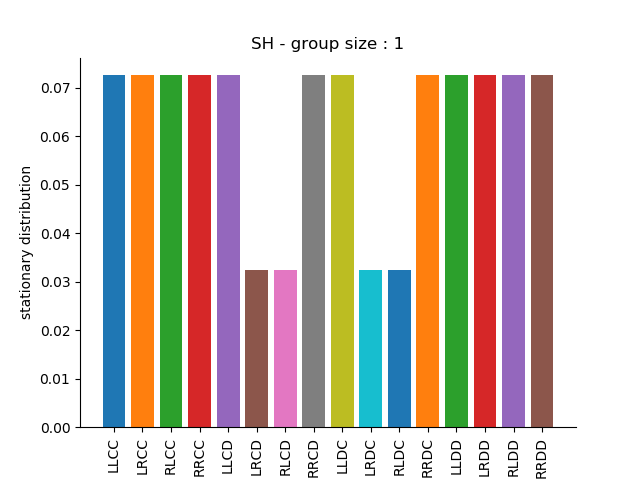 SH - group size : 1
stationary distribution
0.07
0.06
0.05
0.04
0.03
0.02
0.01
0.00
LLCC
LRCC
RLCC
RRCC
LLCD
LRCD
RLCD
RRCD
LLDC
LRDC
RLDC
RRDC
LLDD
LRDD
RLDD
RRDD